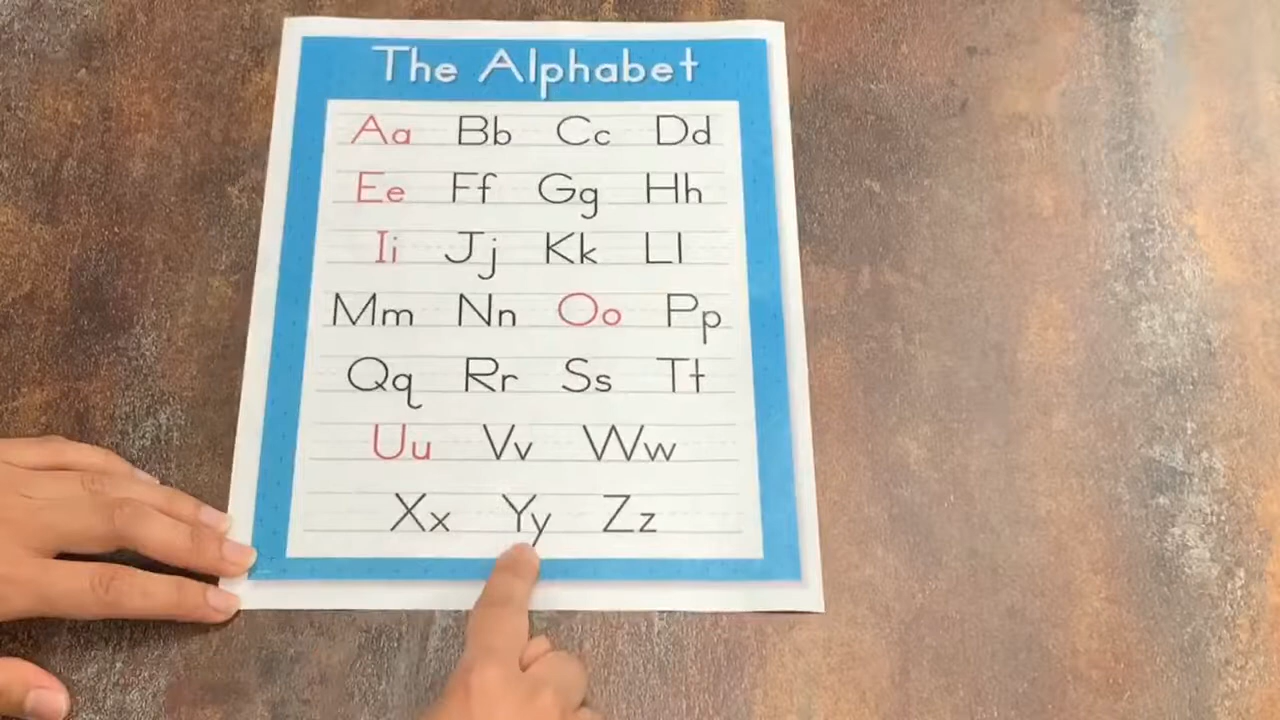 The Alphabet
Aa Bb Cc Dd
Ee Ff Gg Hh
Ii Jj Kk Ll
Mm Nn Oo Pp
Qq Rr Ss Tt
Uu Vv Ww
Xx Yy Zz